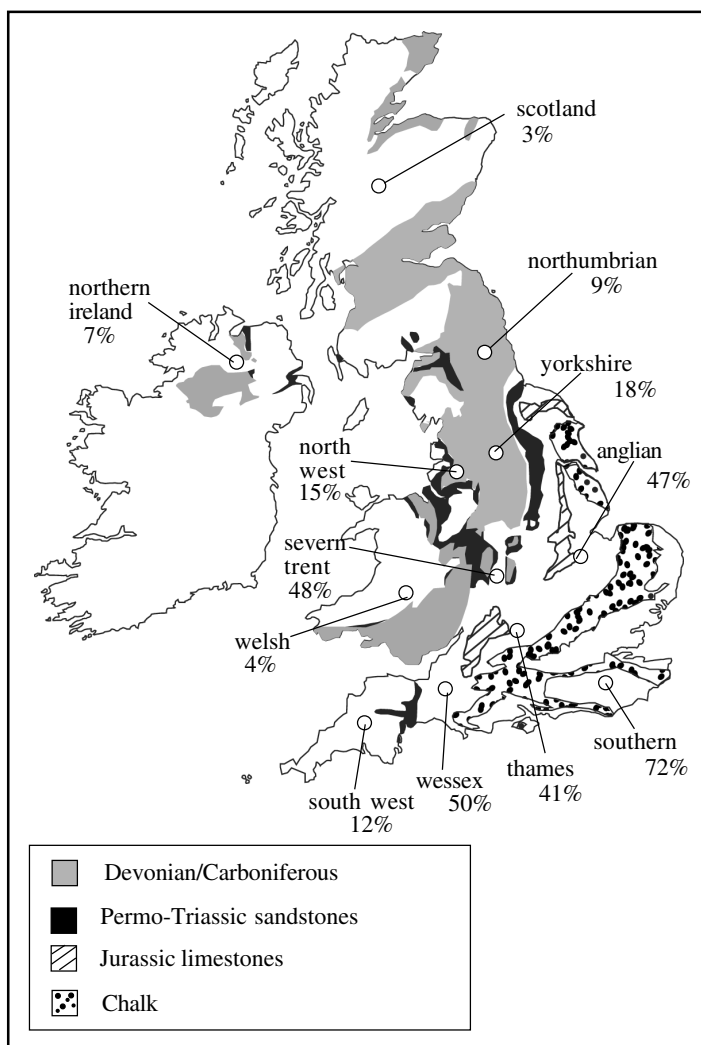 scotland
3%
northumbrian
9%
northern
ireland
7%
yorkshire
18%
north
west
15%
anglian
47%
severn
trent
48%
welsh
4%
southern
72%
thames
41%
wessex
50%
south west
12%
Devonian/Carboniferous
Permo-Triassic sandstones
Jurassic limestones
Chalk